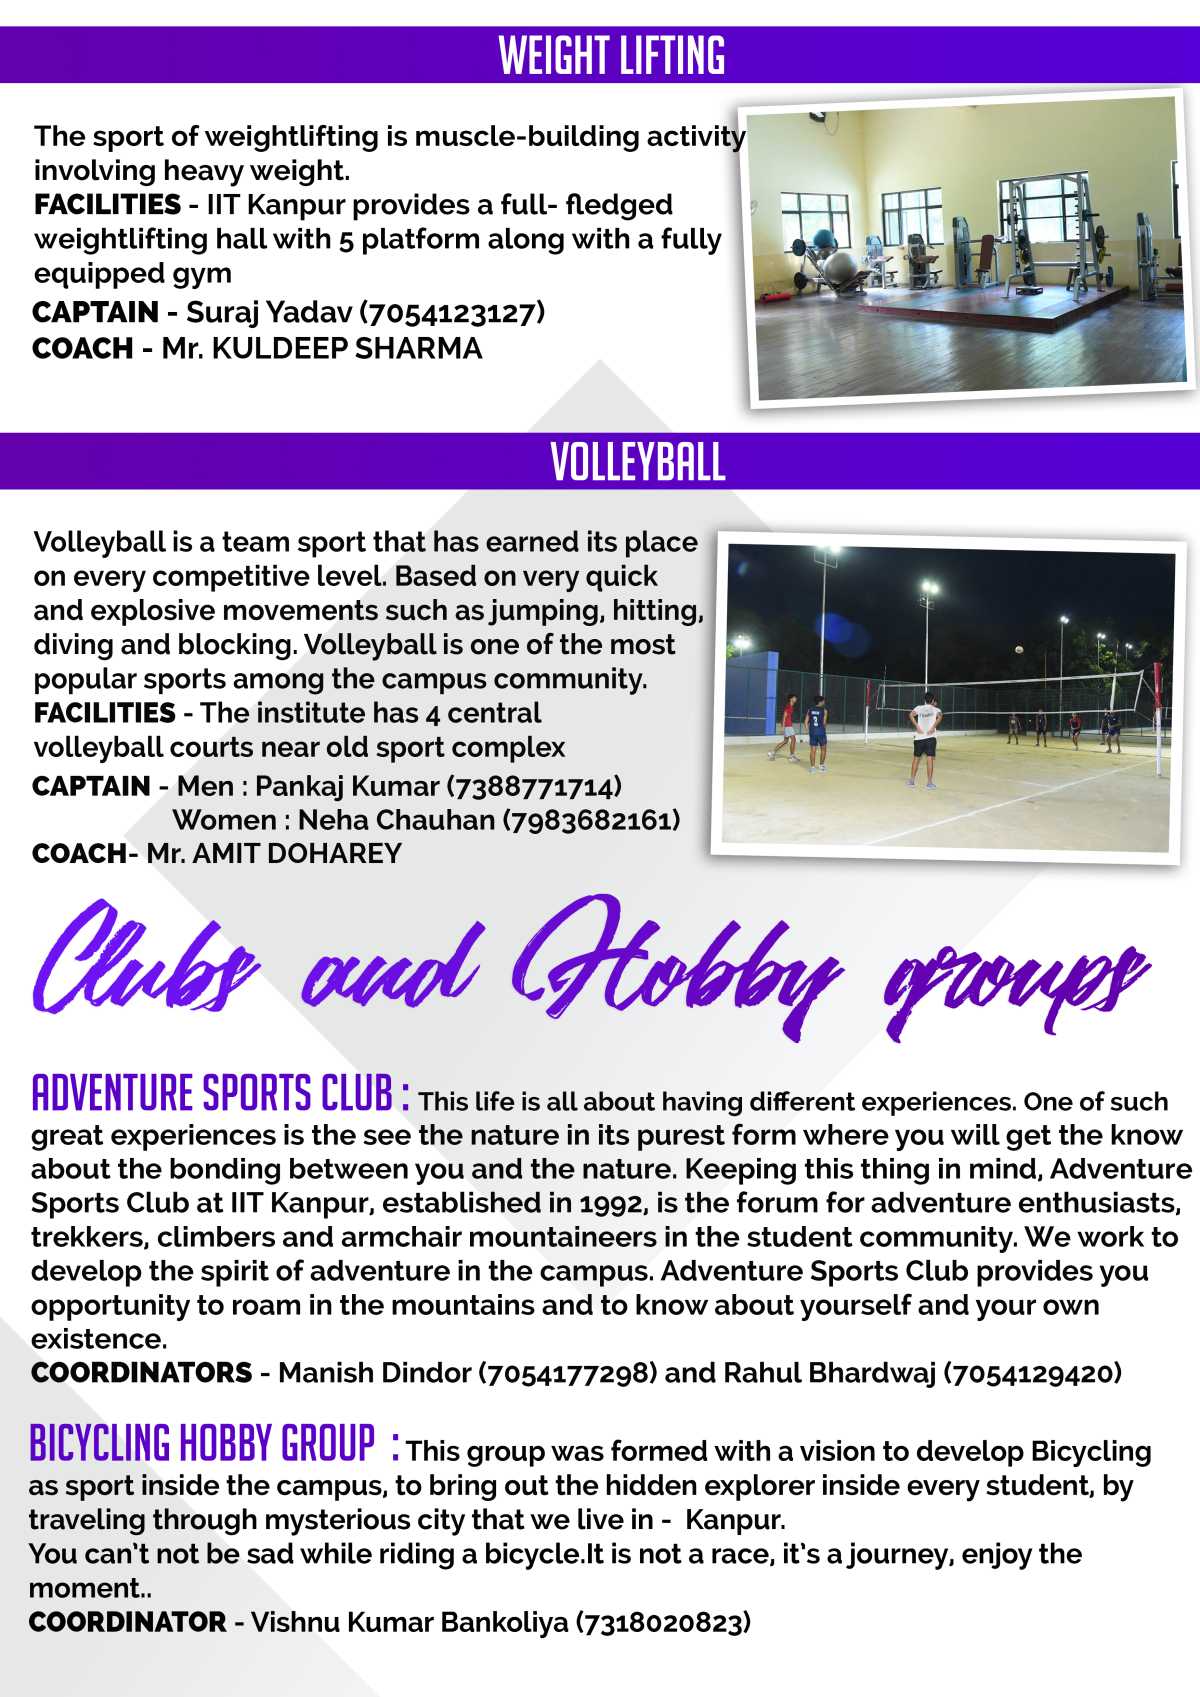 WEIGHT LIFTING
The sport of weightlifting is muscle-building activity
involving heavy weight.
FACILITIES - IIT Kanpur provides a full- fledged
weightlifting hall with 5 platform along with a fully
equipped gym
CAPTAIN - Suraj Yadav (7054123127)
COACH - Mr. KULDEEP SHARMA
VOLLEYBALL
Volleyball is a team sport that has earned its place
on every competitive level. Based on very quick
and explosive movements such as jumping, hitting,
diving and blocking. Volleyball is one of the most
popular sports among the campus community.
FACILITIES - The institute has 4 central
volleyball courts near old sport complex
CAPTAIN - Men : Pankaj Kumar (7388771714)
Women : Neha Chauhan (7983682161)
COACH- Mr. AMIT DOHAREY
Clubs and Hobby groups
ADVENTURE SPORTS CLUB : This life is all about having different experiences. One of such
great experiences is the see the nature in its purest form where you will get the know
about the bonding between you and the nature. Keeping this thing in mind, Adventure
Sports Club at IIT Kanpur, established in 1992, is the forum for adventure enthusiasts,
trekkers, climbers and armchair mountaineers in the student community. We work to
develop the spirit of adventure in the campus. Adventure Sports Club provides you
opportunity to roam in the mountains and to know about yourself and your own
existence.
COORDINATORS - Manish Dindor (7054177298) and Rahul Bhardwaj (7054129420)
BICYCLING HOBBY GROUP : This group was formed with a vision to develop Bicycling
as sport inside the campus, to bring out the hidden explorer inside every student, by
traveling through mysterious city that we live in - Kanpur.
You can't not be sad while riding a bicycle.It is not a race, it's a journey, enjoy the
moment..
COORDINATOR - Vishnu Kumar Bankoliya (7318020823)